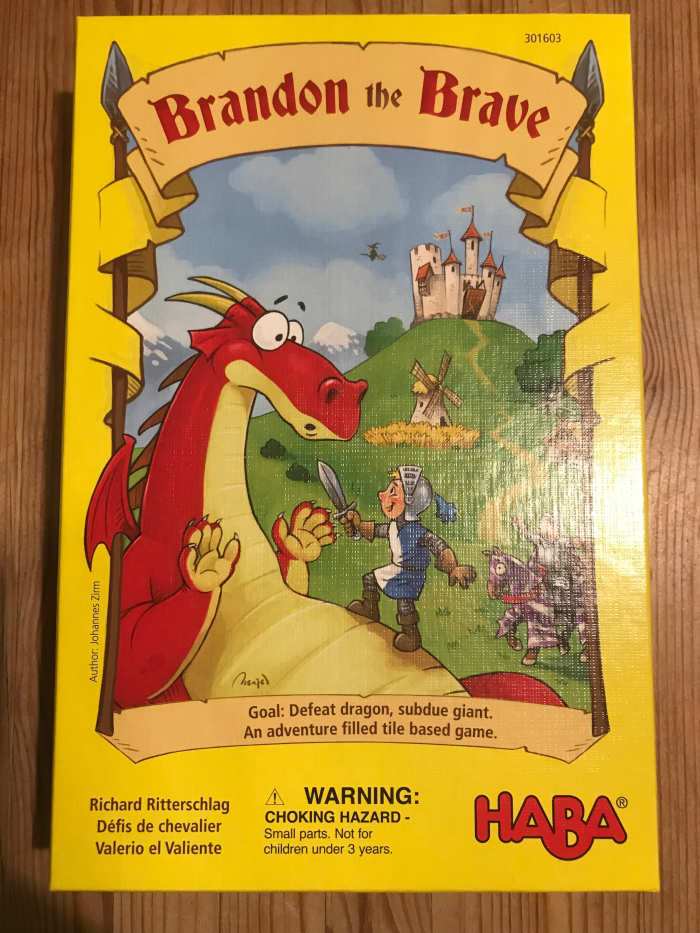 301603
Brandon the Brave
Author: Johannes Zirm
Goal: Defeat dragon, subdue giant.
An adventure filled tile based game.
Richard Ritterschlag
Défis de chevalier
Valerio el Valiente
⚠ WARNING:
CHOKING HAZARD -
Small parts. Not for
children under 3 years.
HABA®